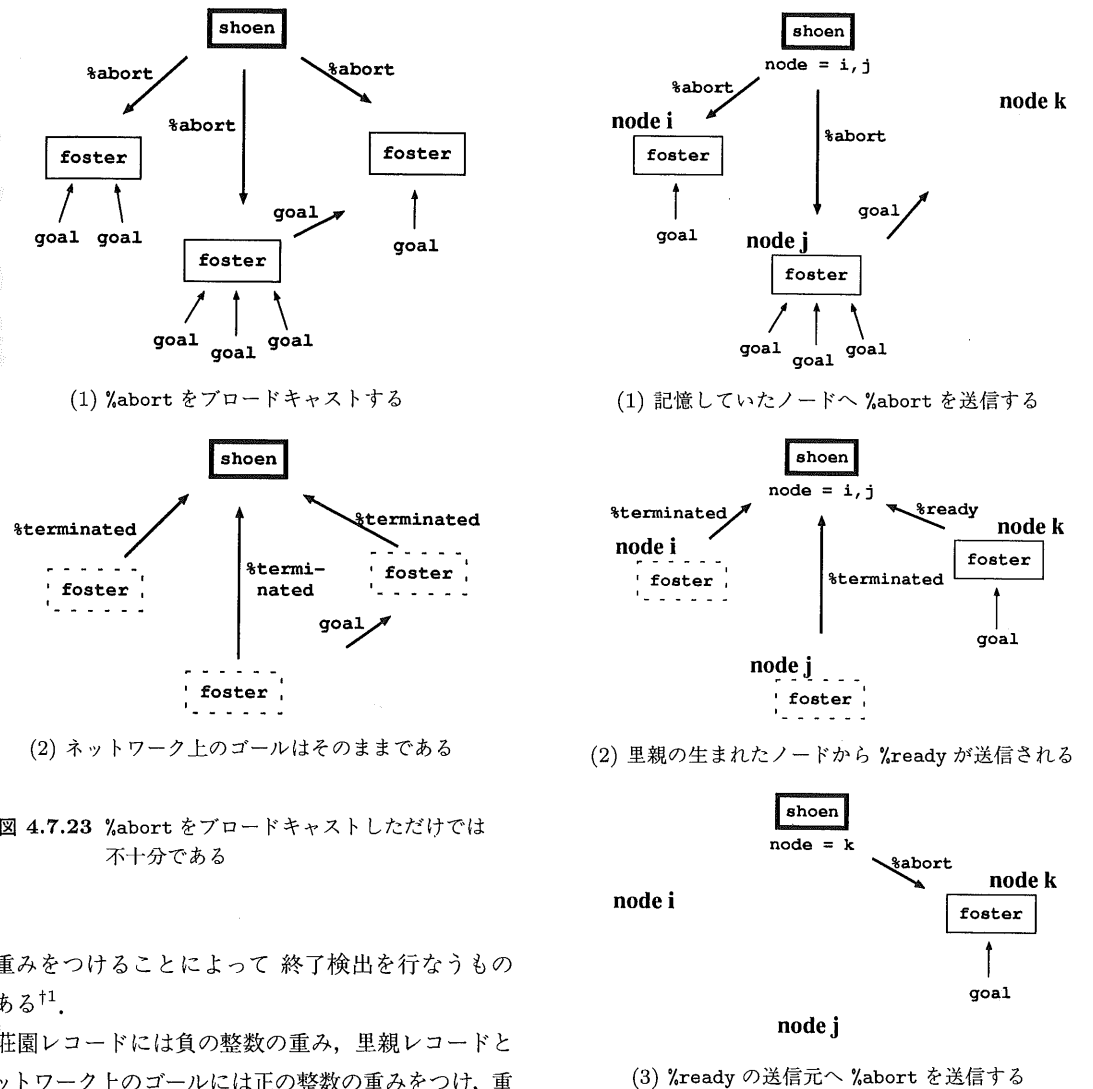 shoen
%abort
%abort
%abort
foster
foster
goal
goal
goal
goal
foster
goal
goal
goal
(1) %abort をブロードキャストする
shoen
%terminated
%terminated
%termi-
nated
foster
foster
goal
foster
(2) ネットワーク上のゴールはそのままである
図 4.7.23 %abort をブロードキャストしただけでは
不十分である
重みをつけることによって 終了検出を行なうもの
ある†1.
荘園レコードには負の整数の重み，里親レコードと
ットワーク上のゴールには正の整数の重みをつけ，重
shoen
node = i,j
node k
%abort
node i
%abort
foster
goal
goal
node j
foster
goal
goal
goal
(1) 記憶していたノードへ %abort を送信する
shoen
node = i,j
%terminated
%ready
node k
node i
foster
foster
%terminated
goal
node j
foster
(2) 里親の生まれたノードから %ready が送信される
shoen
node = k
%abort
node k
node i
foster
goal
node j
(3) %ready の送信元へ %abort を送信する